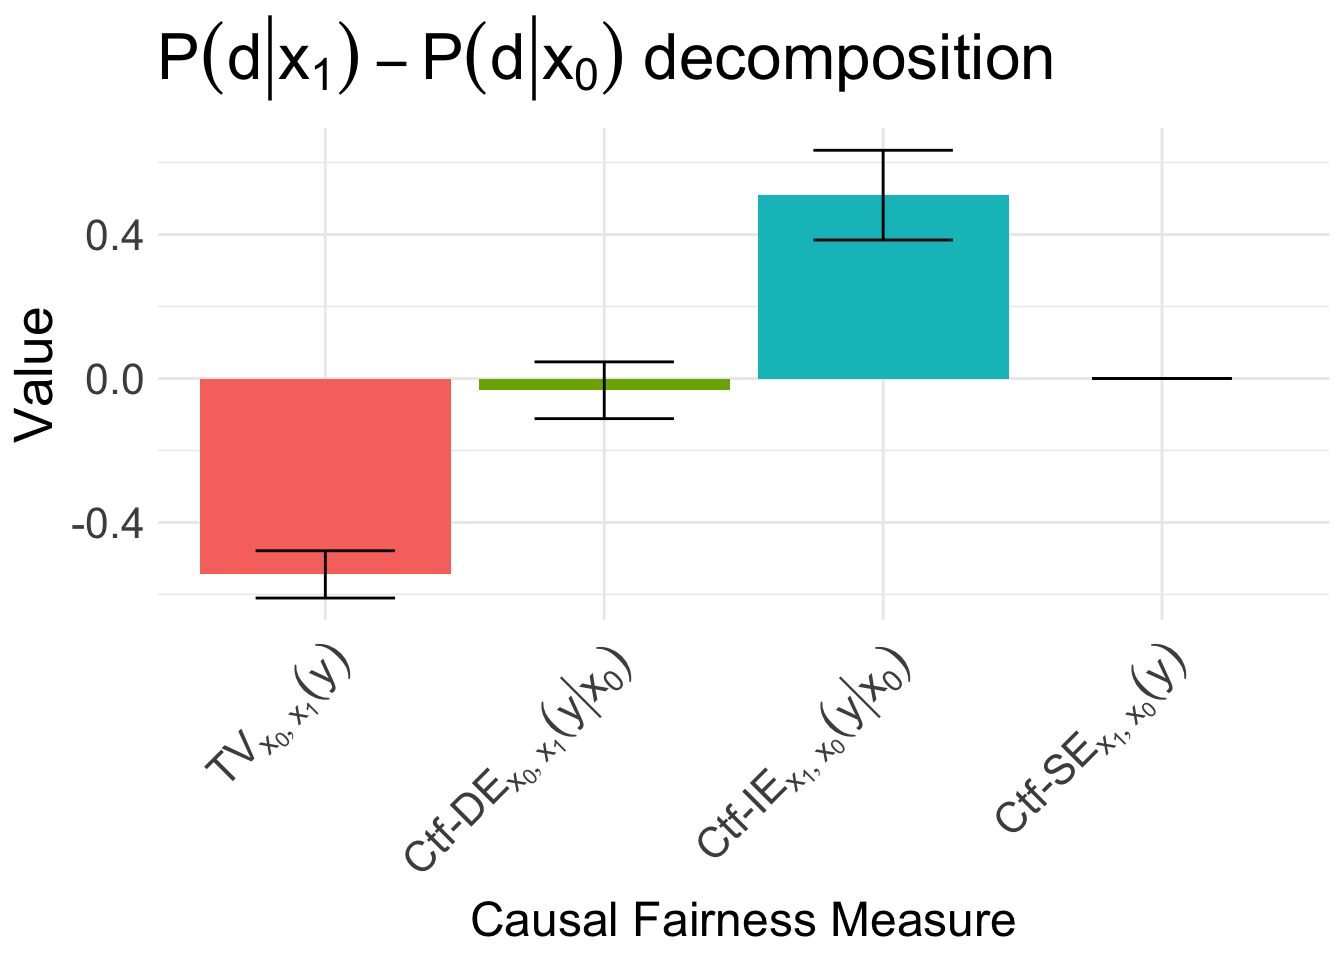 P(d|x₁) – P(d|x₀) decomposition
Value
0.4
0.0
-0.4
TVₓ₀, ₓ₁(y)
Ctf-DEₓ₀, ₓ₁(y|x₀)
Ctf-IEₓ₁, ₓ₀(y|x₀)
Ctf-SEₓ₁, ₓ₀(y)
Causal Fairness Measure